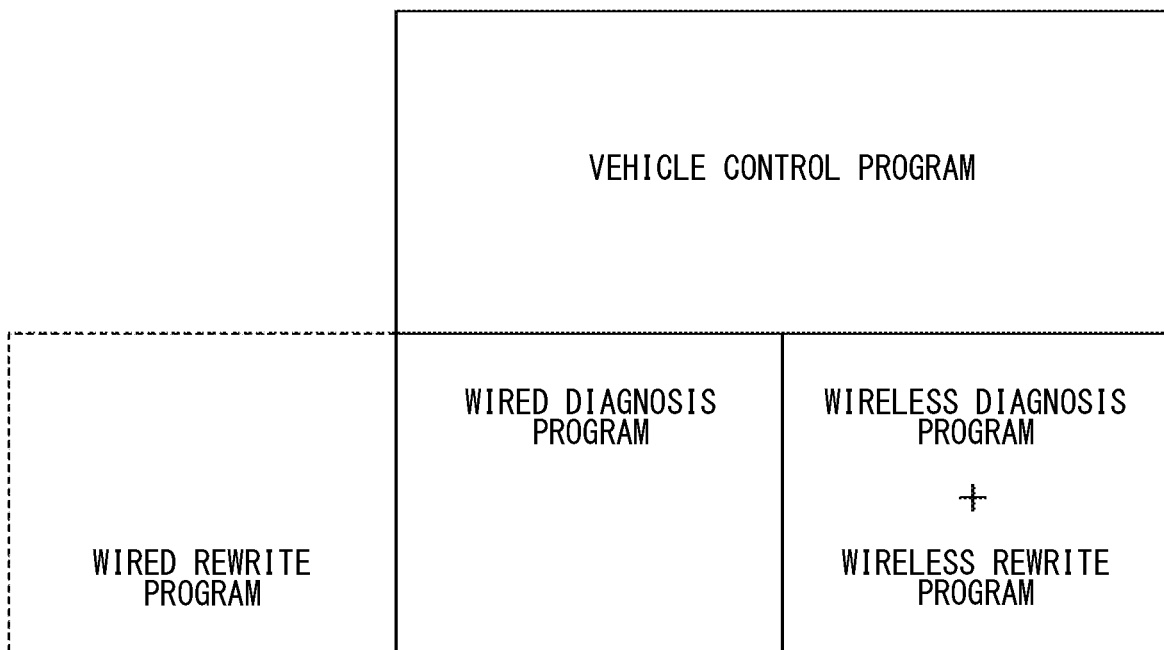 VEHICLE CONTROL PROGRAM
WIRED DIAGNOSIS
PROGRAM
WIRELESS DIAGNOSIS
PROGRAM
+
WIRED REWRITE
PROGRAM
WIRELESS REWRITE
PROGRAM